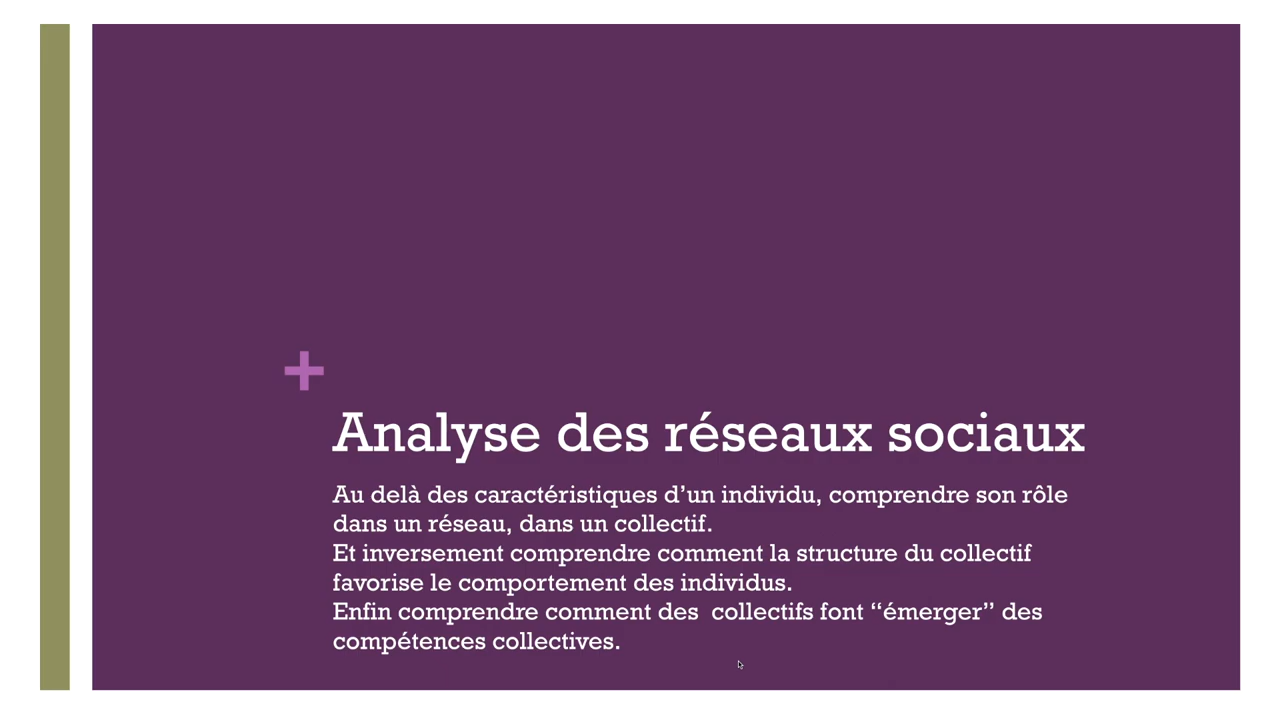 +
Analyse des réseaux sociaux
Au delà des caractéristiques d’un individu, comprendre son rôle
dans un réseau, dans un collectif.
Et inversement comprendre comment la structure du collectif
favorise le comportement des individus.
Enfin comprendre comment des  collectifs font “émerger” des
compétences collectives.